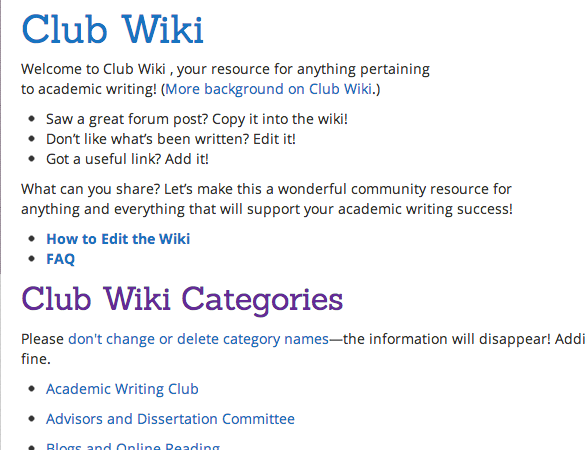 Club Wiki
Welcome to Club Wiki , your resource for anything pertaining
to academic writing! (More background on Club Wiki.)
• Saw a great forum post? Copy it into the wiki!
• Don’t like what’s been written? Edit it!
• Got a useful link? Add it!
What can you share? Let’s make this a wonderful community resource for
anything and everything that will support your academic writing success!
• How to Edit the Wiki
• FAQ
Club Wiki Categories
Please don't change or delete category names—the information will disappear! Addi
fine.
• Academic Writing Club
• Advisors and Dissertation Committee
• Blogs and Online Reading